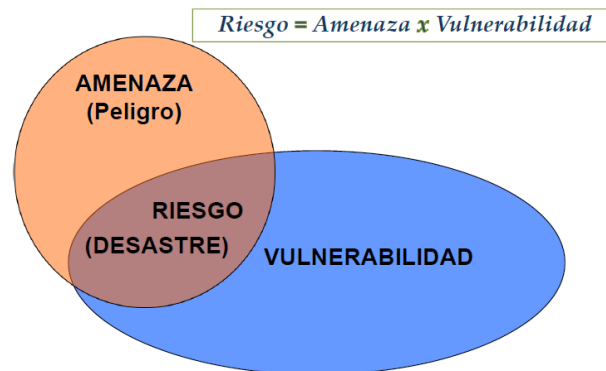 Riesgo = Amenaza x Vulnerabilidad
AMENAZA
(Peligro)
RIESGO
(DESASTRE)
VULNERABILIDAD